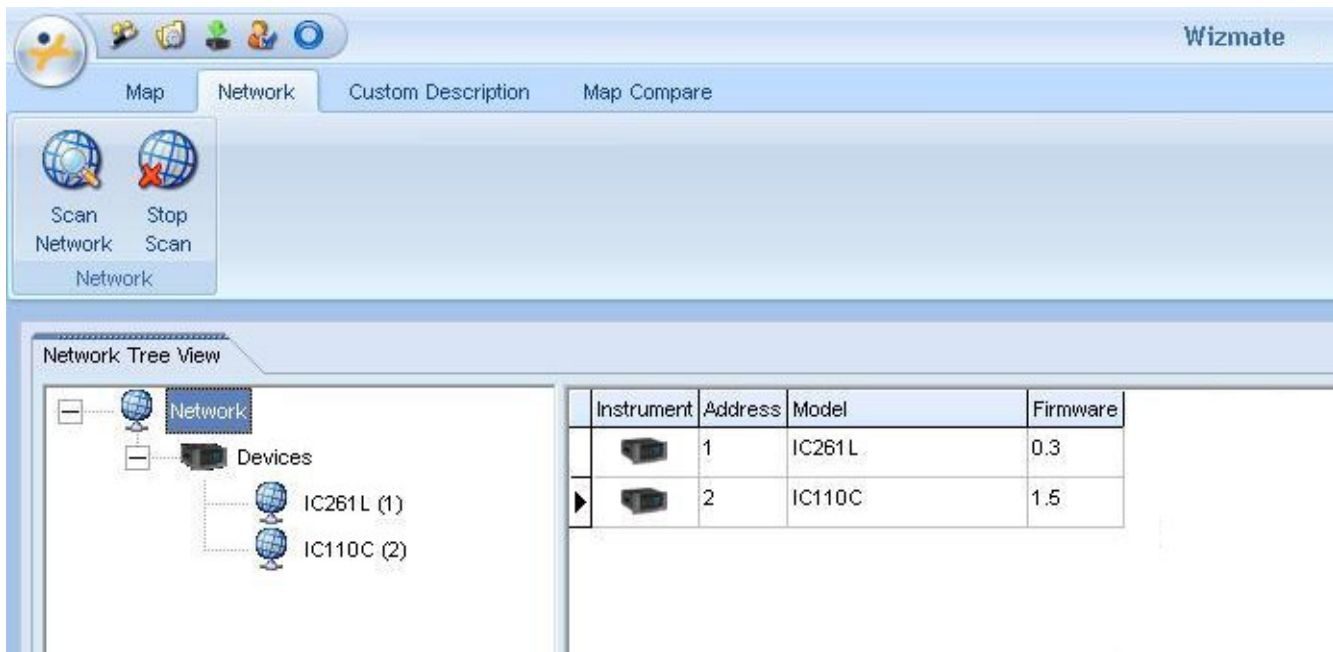 Wizmate
Map Network Custom Description Map Compare
Scan Network Stop Scan
Network
Network Tree View
Network
Devices
IC261L (1)
IC110C (2)
Instrument Address Model Firmware
1 IC261L 0.3
2 IC110C 1.5